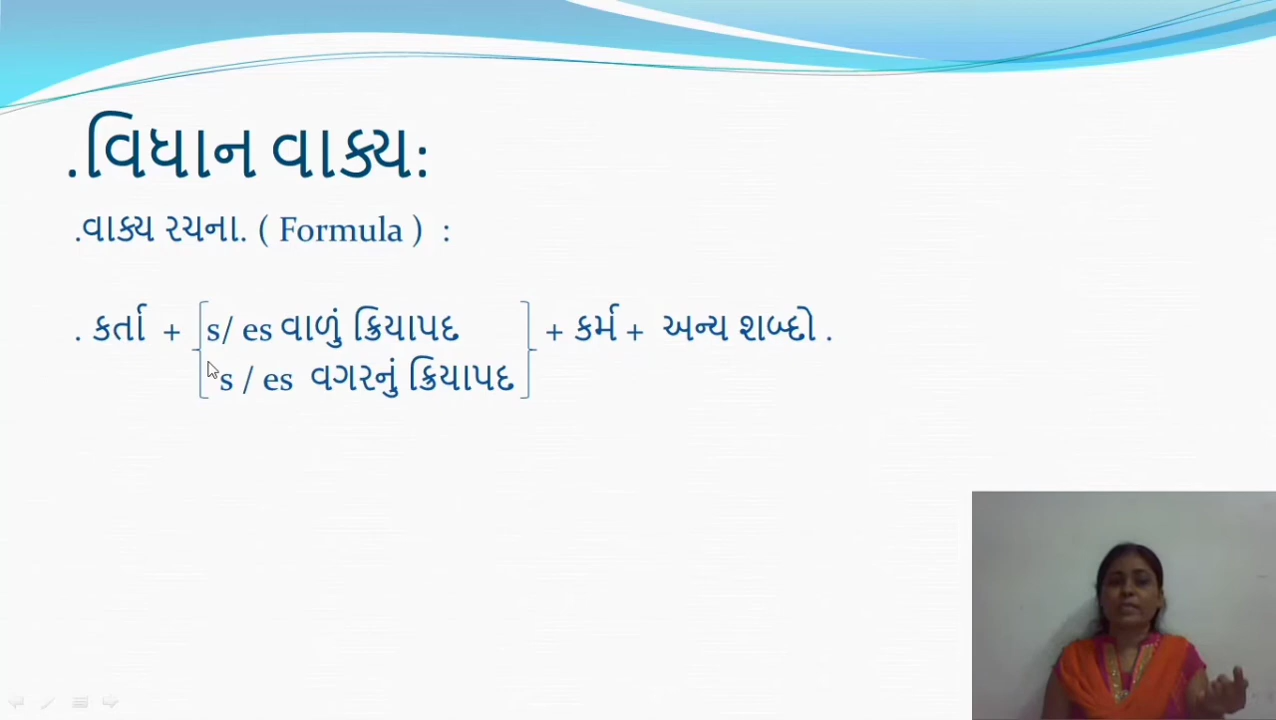 .વિધાન વાક્ય:
.વાક્ય રચના. ( Formula ) :
. કર્તા + s/ es વાળું ક્રિયાપદ + કર્મ + અન્ય શબ્દો .
s / es વગરનું ક્રિયાપદ